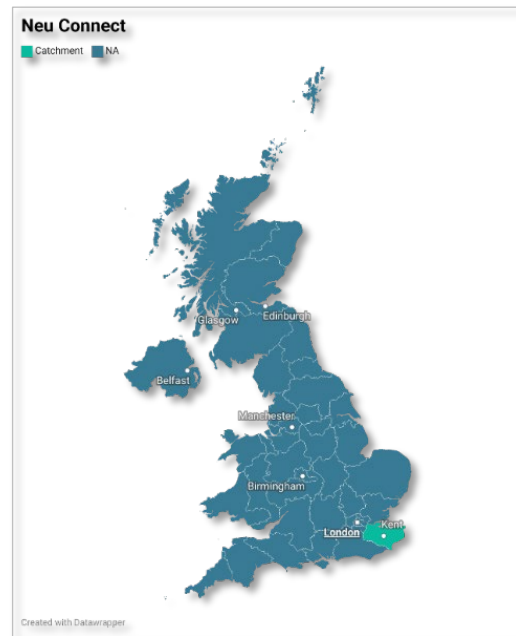 Neu Connect
Catchment NA
Glasgow
Edinburgh
Belfast
Manchester
Birmingham
London
Kent
Created with Datawrapper